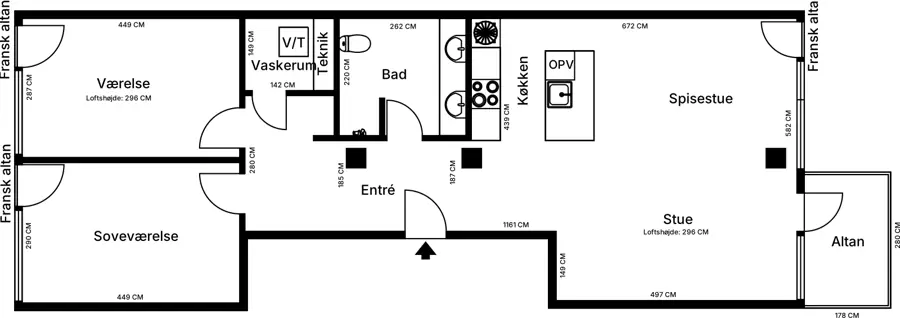 Fransk altan
449 CM
149 CM
V/T
Teknik
262 CM
672 CM
Fransk altan
Værelse
Loftshøjde: 296 CM
287 CM
Vaskerum
142 CM
220 CM
Bad
Køkken
OPV
439 CM
Spisestue
582 CM
Fransk altan
280 CM
185 CM
187 CM
Entré
290 CM
Soveværelse
449 CM
1161 CM
149 CM
Stue
Loftshøjde: 296 CM
497 CM
Altan
280 CM
178 CM